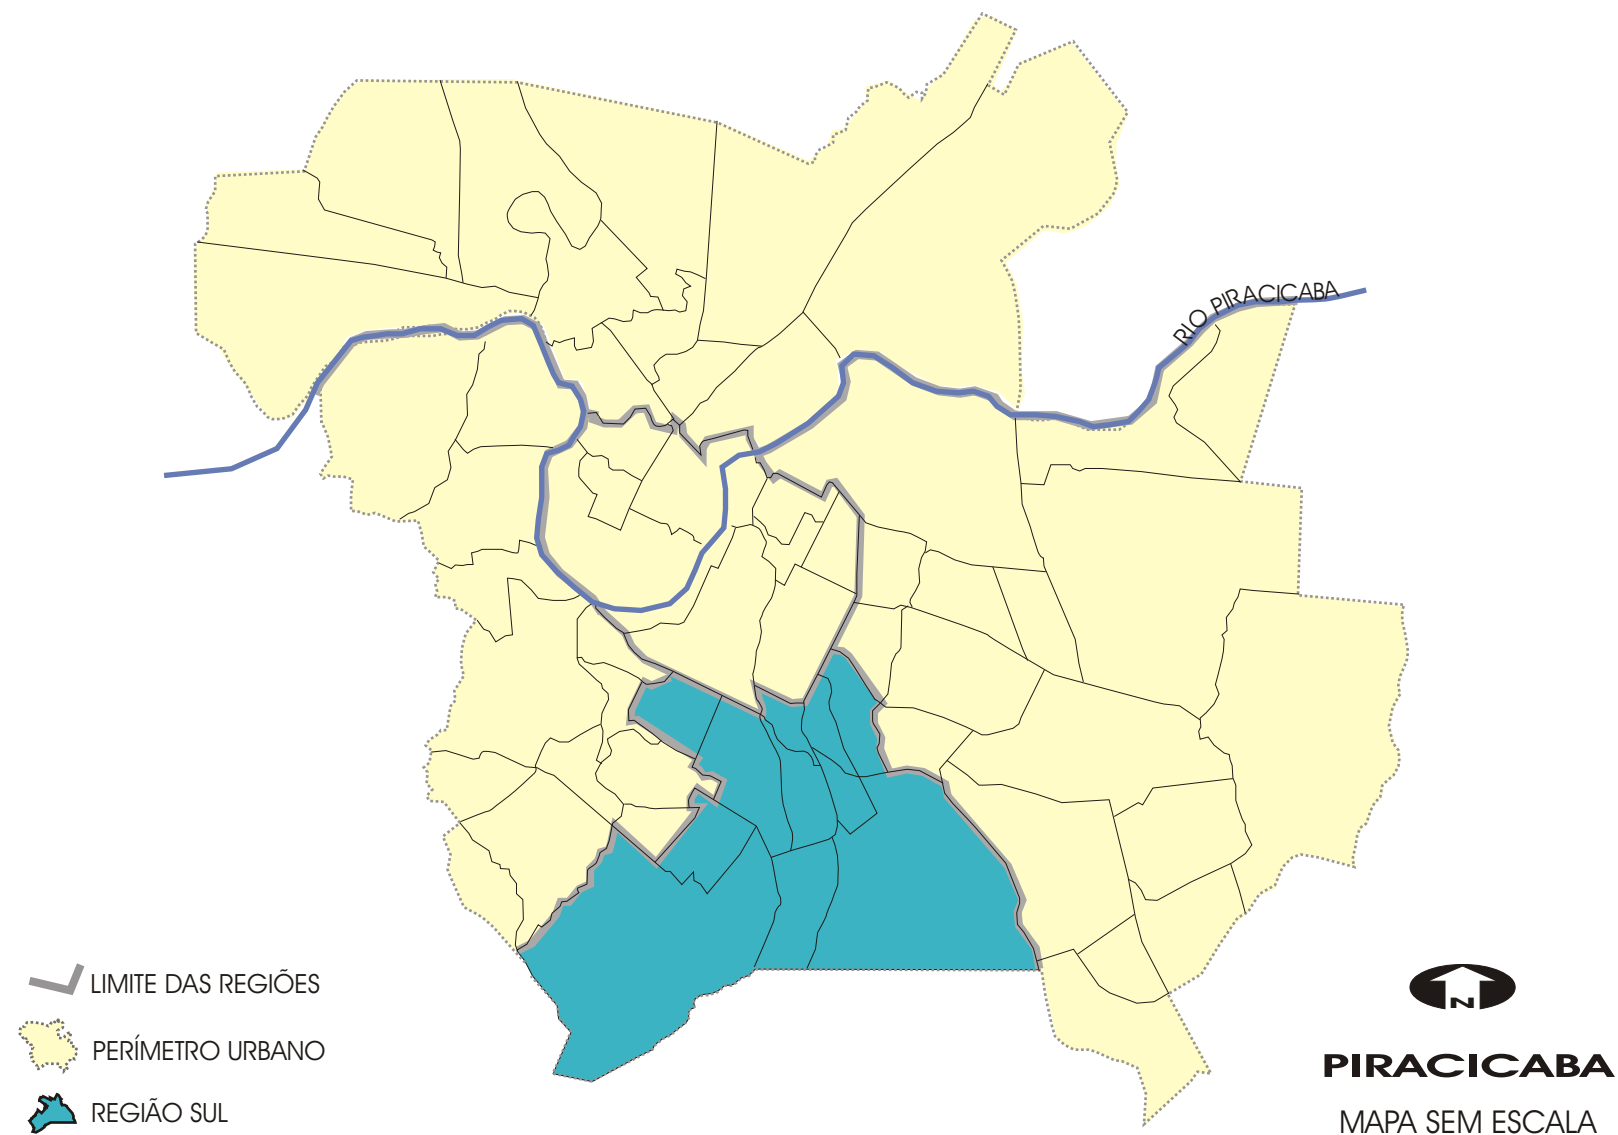 RIO PIRACICABA
LIMITE DAS REGIÕES
PERÍMETRO URBANO
REGIÃO SUL
N
PIRACICABA
MAPA SEM ESCALA